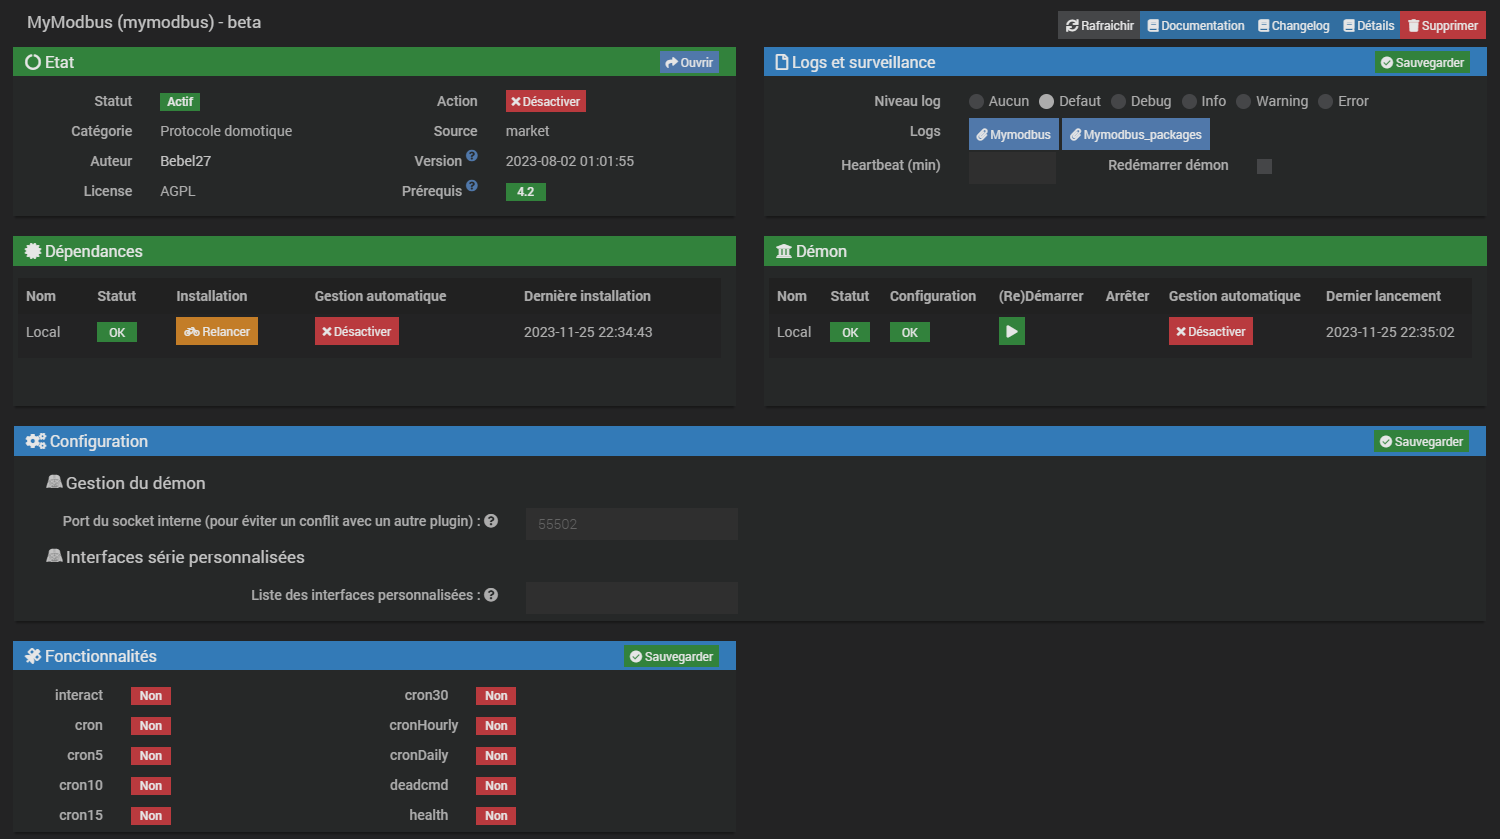 MyModbus (mymodbus) - beta
Rafraichir Documentation Changelog Détails Supprimer
Etat
Ouvrir
Statut Actif Action Désactiver
Catégorie Protocole domotique Source market
Auteur Bebel27 Version 2023-08-02 01:01:55
License AGPL Prérequis 4.2
Logs et surveillance
Sauvegarder
Niveau log Aucun Defaut Debug Info Warning Error
Logs Mymodbus Mymodbus_packages
Heartbeat (min) Redémarrer démon
Dépendances
Nom Statut Installation Gestion automatique Dernière installation
Local OK Relancer Désactiver 2023-11-25 22:34:43
Démon
Nom Statut Configuration (Re)Démarrer Arrêter Gestion automatique Dernier lancement
Local OK OK Désactiver 2023-11-25 22:35:02
Configuration
Sauvegarder
Gestion du démon
Port du socket interne (pour éviter un conflit avec un autre plugin) : 55502
Interfaces série personnalisées
Liste des interfaces personnalisées :
Fonctionnalités
Sauvegarder
interact Non cron30 Non
cron Non cronHourly Non
cron5 Non cronDaily Non
cron10 Non deadcmd Non
cron15 Non health Non